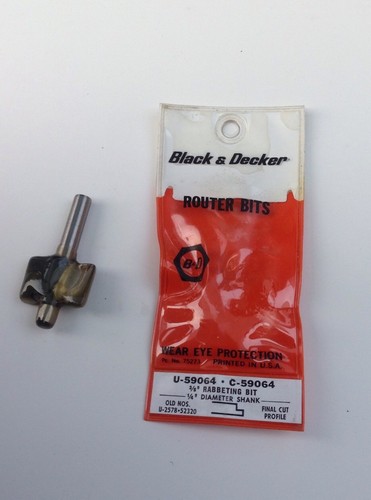 Black & Decker®
ROUTER BITS
B&D
WEAR EYE PROTECTION
PRINTED IN U.S.A.
U-59064 • C-59064
⅜" RABBETING BIT
¼" DIAMETER SHANK
OLD NOS.
U-2578•52320
FINAL CUT
PROFILE